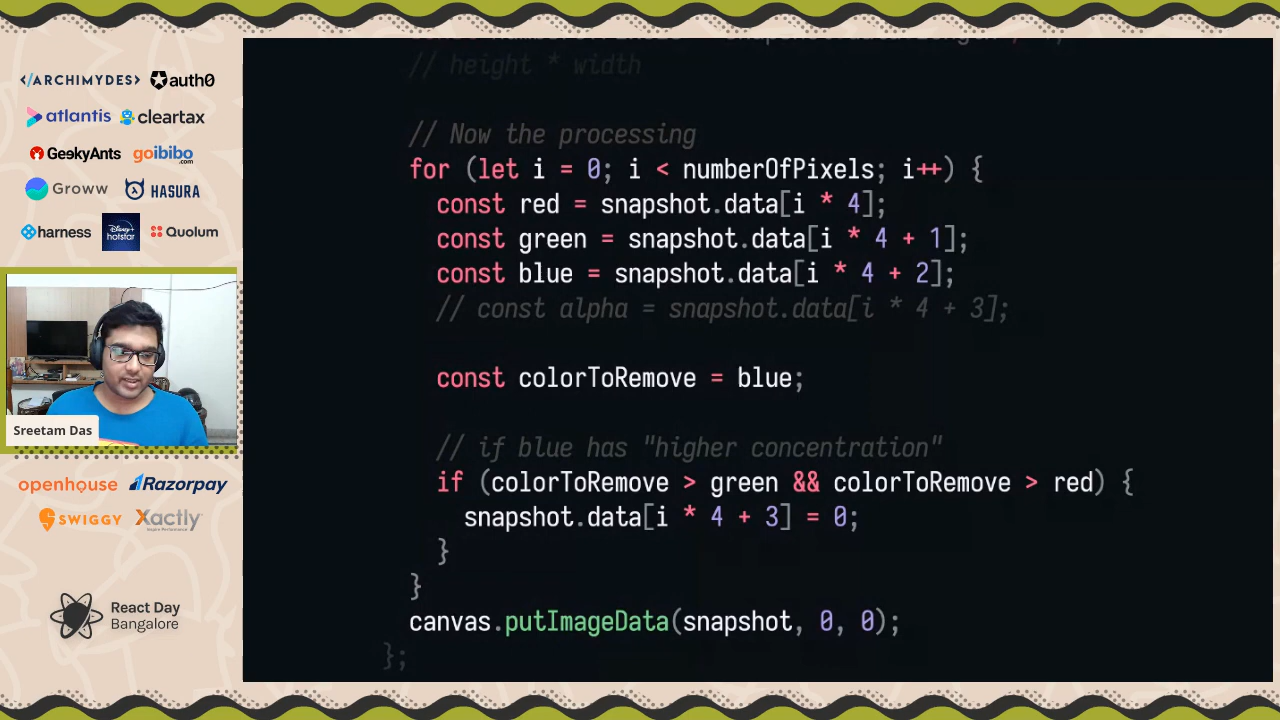 </ARCHIMYDES> auth0
atlantis cleartax
GeekyAnts goibibo.com
Groww HASURA
harness Disney+ hotstar Quolum
Sreetam Das
openhouse Razorpay
SWIGGY Xactly
React Day
Bangalore
// height * width
// Now the processing
for (let i = 0; i < numberOfPixels; i++) {
const red = snapshot.data[i * 4];
const green = snapshot.data[i * 4 + 1];
const blue = snapshot.data[i * 4 + 2];
// const alpha = snapshot.data[i * 4 + 3];
const colorToRemove = blue;
// if blue has "higher concentration"
if (colorToRemove > green && colorToRemove > red) {
snapshot.data[i * 4 + 3] = 0;
}
}
canvas.putImageData(snapshot, 0, 0);
};